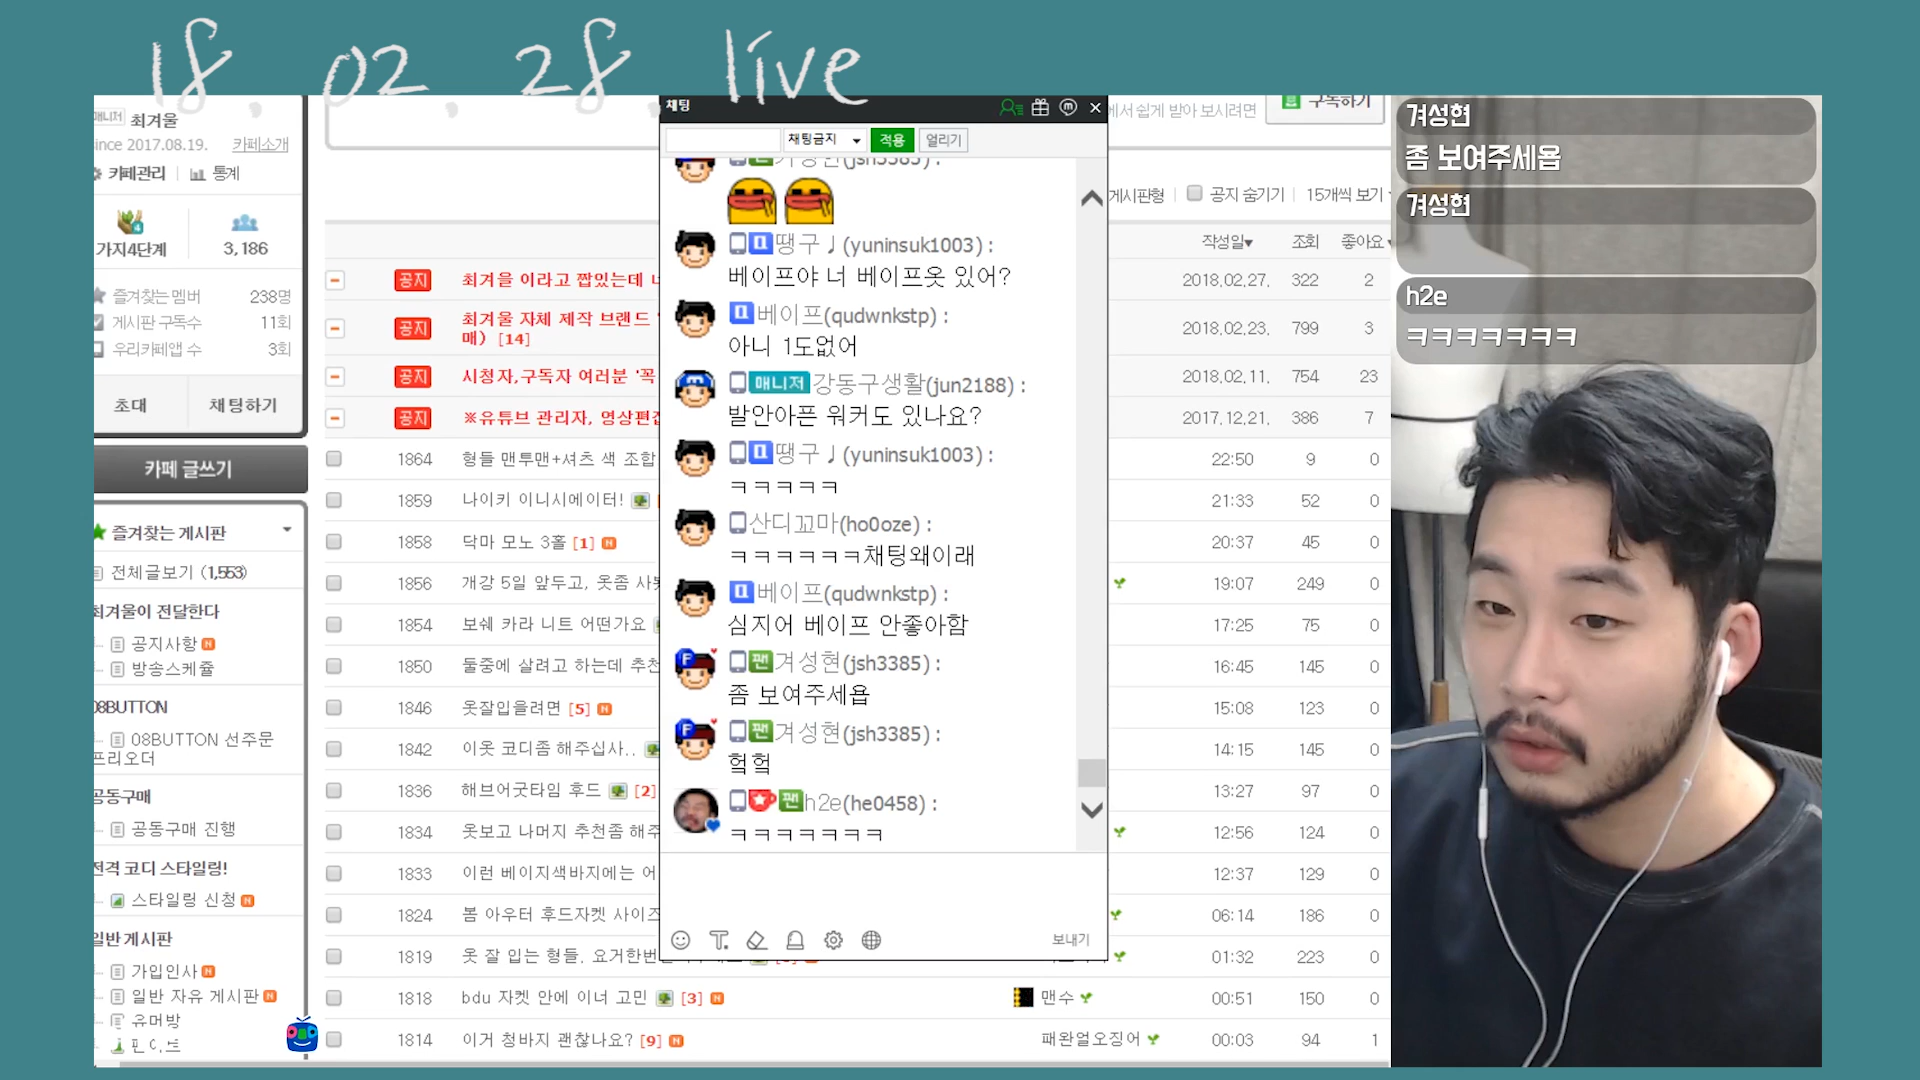 18. 02. 28. live
매니저 최겨울
since 2017.08.19. 카페소개
카페관리 통계
가지4단계 3,186
즐겨찾는 멤버 238명
게시판 구독수 11회
우리카페앱 수 3회
초대 채팅하기
카페 글쓰기
즐겨찾는 게시판
전체글보기 (1,553)
최겨울이 전달한다
공지사항 N
방송스케쥴
08BUTTON
08BUTTON 선주문
프리오더
공동구매
공동구매 진행
전격 코디 스타일링!
스타일링 신청 N
일반 게시판
가입인사 N
일반 자유 게시판 N
유머방
에서 쉽게 받아 보시려면 구독하기
게시판형 공지 숨기기 15개씩 보기
작성일 조회 좋아요
공지 최겨울 이라고 짭있는데 2018.02.27. 322 2
공지 최겨울 자체 제작 브랜드 2018.02.23. 799 3
매) [14]
공지 시청자,구독자 여러분 '꼭 2018.02.11. 754 23
공지 ※유튜브 관리자, 영상편집 2017.12.21. 386 7
1864 형들 맨투맨+셔츠 색 조합 22:50 9 0
1859 나이키 이니시에이터! 21:33 52 0
1858 닥마 모노 3홀 [1] N 20:37 45 0
1856 개강 5일 앞두고, 옷좀 사 19:07 249 0
1854 보쉐 카라 니트 어떤가요 17:25 75 0
1850 둘중에 살려고 하는데 추천 16:45 145 0
1846 옷잘입을려면 [5] N 15:08 123 0
1842 이옷 코디좀 해주십사.. 14:15 145 0
1836 해브어굿타임 후드 [2] 13:27 97 0
1834 옷보고 나머지 추천좀 해주 12:56 124 0
1833 이런 베이지색바지에는 어 12:37 129 0
1824 봄 아우터 후드자켓 사이즈 06:14 186 0
1819 옷 잘 입는 형들, 요거한번 01:32 223 0
1818 bdu 자켓 안에 이너 고민 [3] N 맨수 00:51 150 0
1814 이거 청바지 괜찮나요? [9] N 패완얼오징어 00:03 94 1
채팅
채팅금지 적용 얼리기
팬겨성현(jsh3385) :
땡구♩(yuninsuk1003) :
베이프야 너 베이프옷 있어?
베이프(qudwnkstp) :
아니 1도없어
매니저 강동구생활(jun2188) :
발안아픈 워커도 있나요?
땡구♩(yuninsuk1003) :
ㅋㅋㅋㅋㅋ
산디꼬마(ho0oze) :
ㅋㅋㅋㅋㅋㅋ채팅왜이래
베이프(qudwnkstp) :
심지어 베이프 안좋아함
팬겨성현(jsh3385) :
좀 보여주세욥
팬겨성현(jsh3385) :
헠헠
팬h2e(he0458) :
ㅋㅋㅋㅋㅋㅋㅋ
보내기
겨성현
좀 보여주세욥
겨성현
h2e
ㅋㅋㅋㅋㅋㅋㅋ